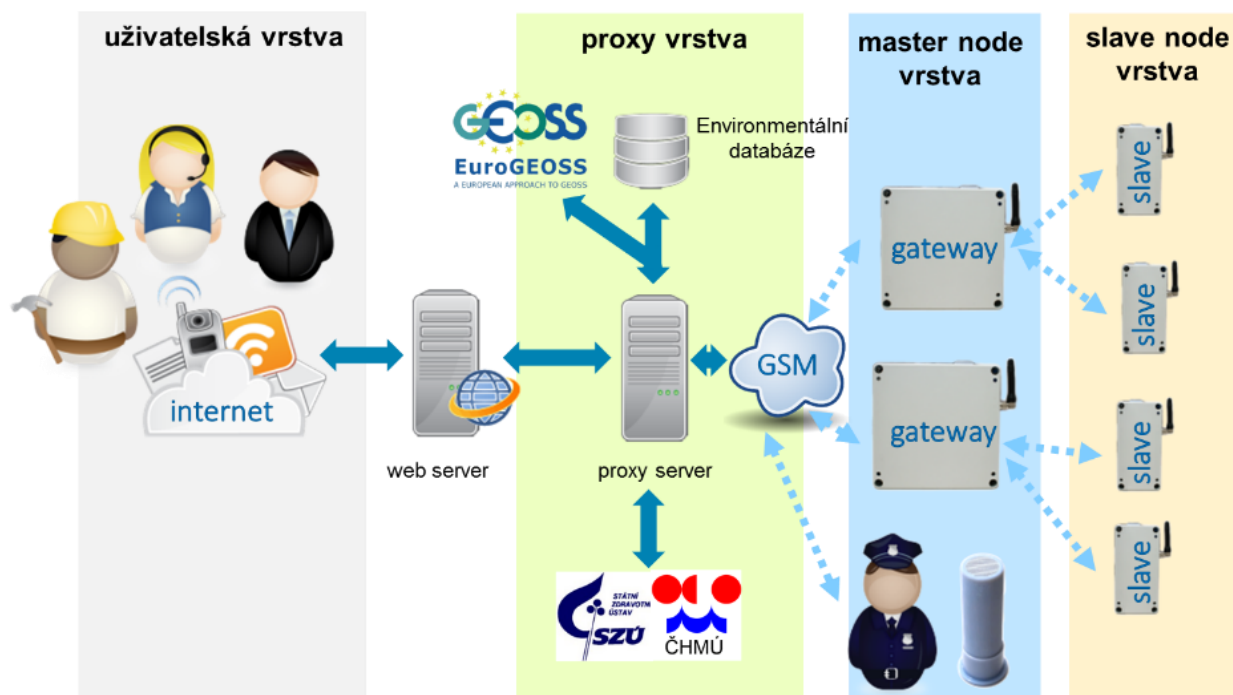 uživatelská vrstva
proxy vrstva
master node
vrstva
slave node
vrstva
GEOSS
EuroGEOSS
A EUROPEAN APPROACH TO GEOSS
Environmentální
databáze
internet
web server
proxy server
GSM
gateway
gateway
slave
slave
slave
slave
STÁTNÍ
ZDRAVOTNÍ
ÚSTAV
SZÚ
ČHMÚ